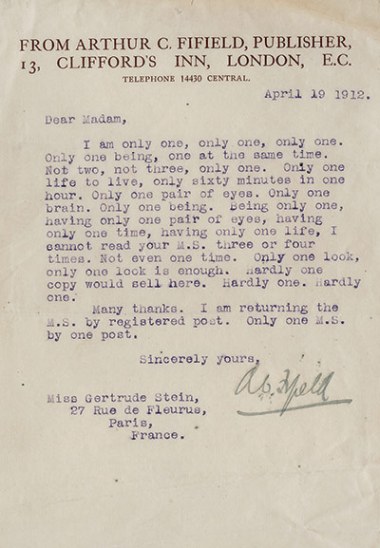 FROM ARTHUR C. FIFIELD, PUBLISHER,
13, CLIFFORD'S INN, LONDON, E.C.
TELEPHONE 14430 CENTRAL.
April 19 1912.
Dear Madam,
I am only one, only one, only one.
Only one being, one at the same time.
Not two, not three, only one. Only one
life to live, only sixty minutes in one
hour. Only one pair of eyes. Only one
brain. Only one being. Being only one,
having only one pair of eyes, having
only one time, having only one life, I
cannot read your M.S. three or four
times. Not even one time. Only one look,
only one look is enough. Hardly one
copy would sell here. Hardly one. Hardly
one.
Many thanks. I am returning the
M.S. by registered post. Only one M.S.
by one post.
Sincerely yours,
A.C. Fifield
Miss Gertrude Stein,
27 Rue de Fleurus,
Paris,
France.